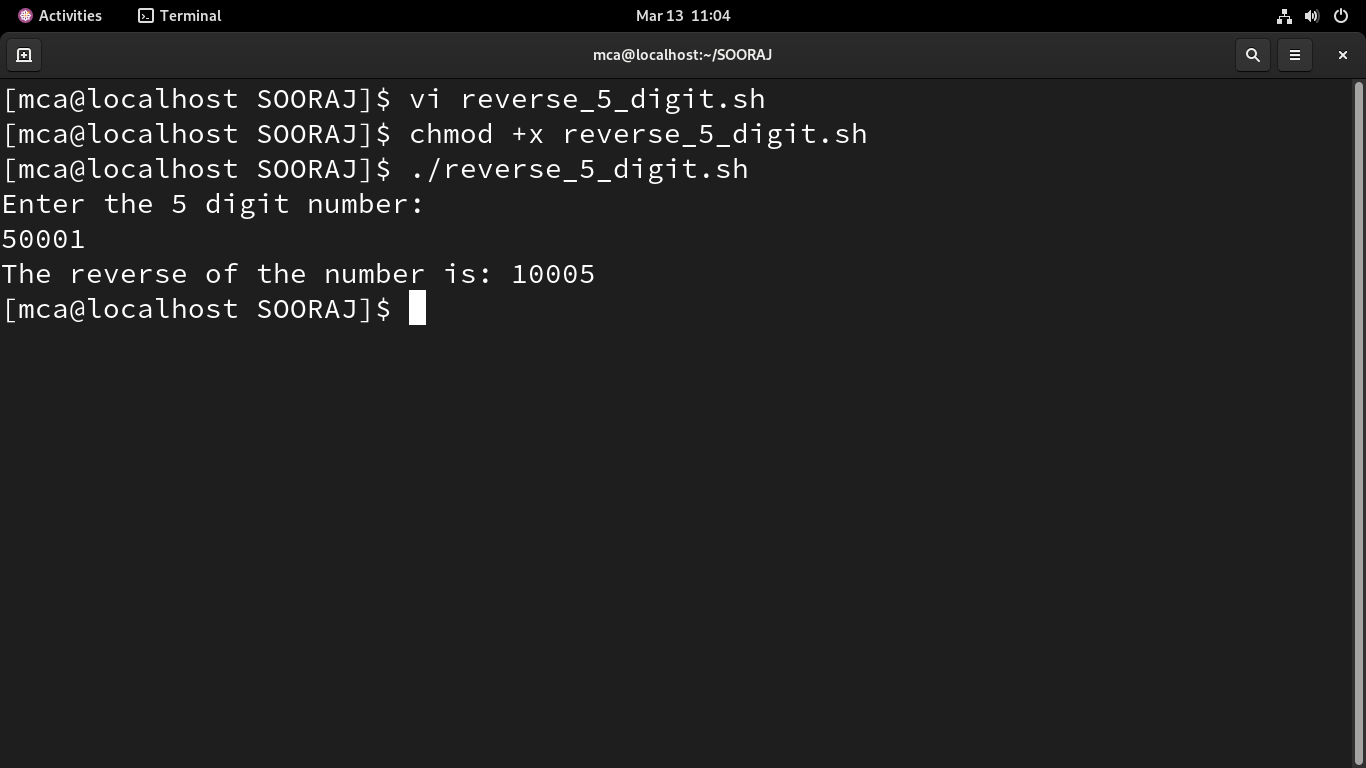 Activities Terminal Mar 13 11:04
mca@localhost:~/SOORAJ
[mca@localhost SOORAJ]$ vi reverse_5_digit.sh
[mca@localhost SOORAJ]$ chmod +x reverse_5_digit.sh
[mca@localhost SOORAJ]$ ./reverse_5_digit.sh
Enter the 5 digit number:
50001
The reverse of the number is: 10005
[mca@localhost SOORAJ]$